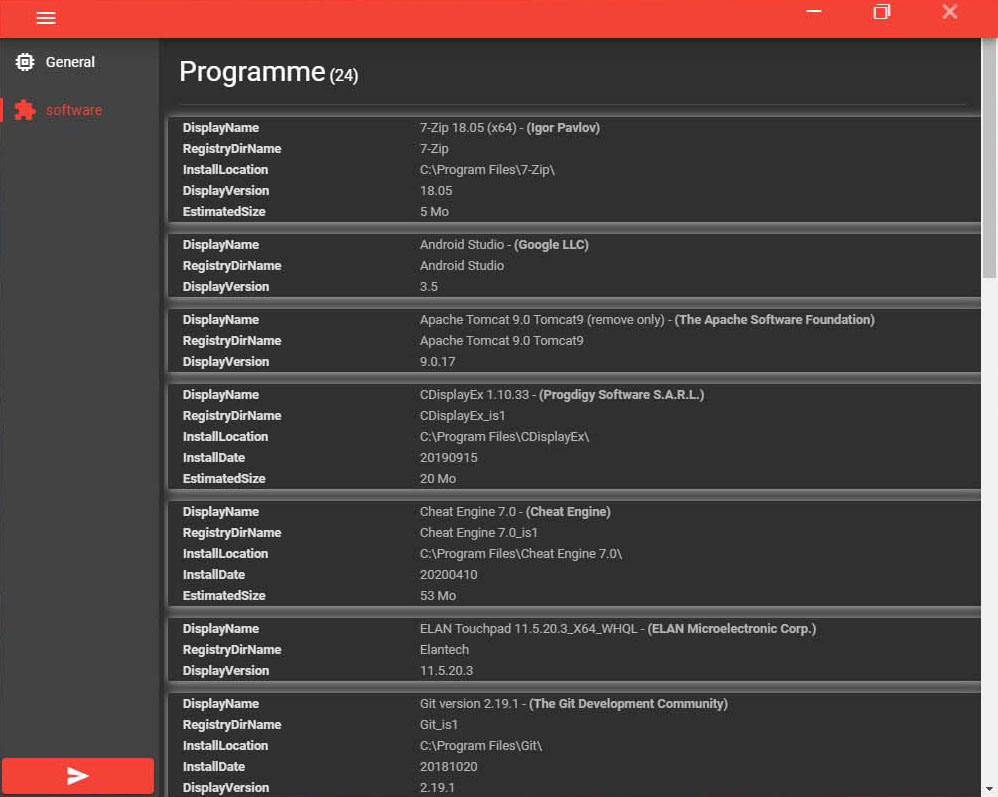 General
software
Programme (24)
DisplayName 7-Zip 18.05 (x64) - (Igor Pavlov)
RegistryDirName 7-Zip
InstallLocation C:\Program Files\7-Zip\
DisplayVersion 18.05
EstimatedSize 5 Mo
DisplayName Android Studio - (Google LLC)
RegistryDirName Android Studio
DisplayVersion 3.5
DisplayName Apache Tomcat 9.0 Tomcat9 (remove only) - (The Apache Software Foundation)
RegistryDirName Apache Tomcat 9.0 Tomcat9
DisplayVersion 9.0.17
DisplayName CDisplayEx 1.10.33 - (Progdigy Software S.A.R.L.)
RegistryDirName CDisplayEx_is1
InstallLocation C:\Program Files\CDisplayEx\
InstallDate 20190915
EstimatedSize 20 Mo
DisplayName Cheat Engine 7.0 - (Cheat Engine)
RegistryDirName Cheat Engine 7.0_is1
InstallLocation C:\Program Files\Cheat Engine 7.0\
InstallDate 20200410
EstimatedSize 53 Mo
DisplayName ELAN Touchpad 11.5.20.3_X64_WHQL - (ELAN Microelectronic Corp.)
RegistryDirName Elantech
DisplayVersion 11.5.20.3
DisplayName Git version 2.19.1 - (The Git Development Community)
RegistryDirName Git_is1
InstallLocation C:\Program Files\Git\
InstallDate 20181020
DisplayVersion 2.19.1